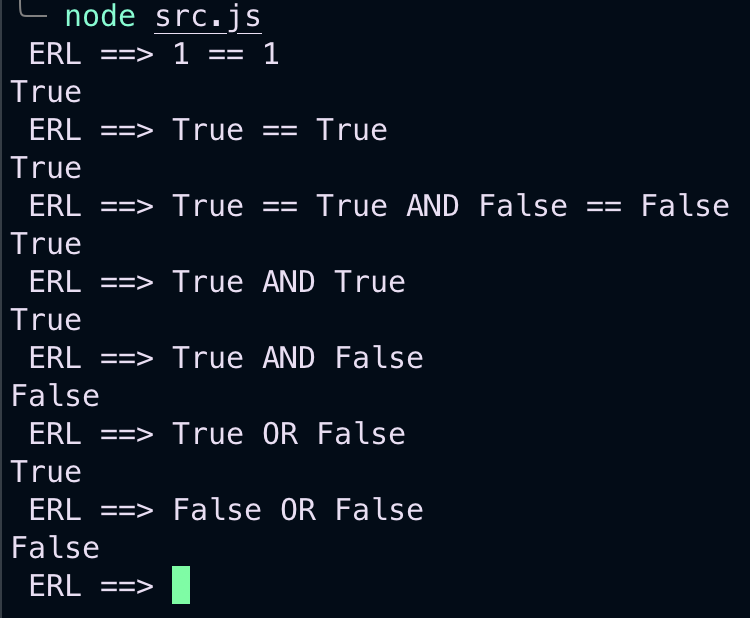 node src.js
ERL ==> 1 == 1
True
ERL ==> True == True
True
ERL ==> True == True AND False == False
True
ERL ==> True AND True
True
ERL ==> True AND False
False
ERL ==> True OR False
True
ERL ==> False OR False
False
ERL ==>